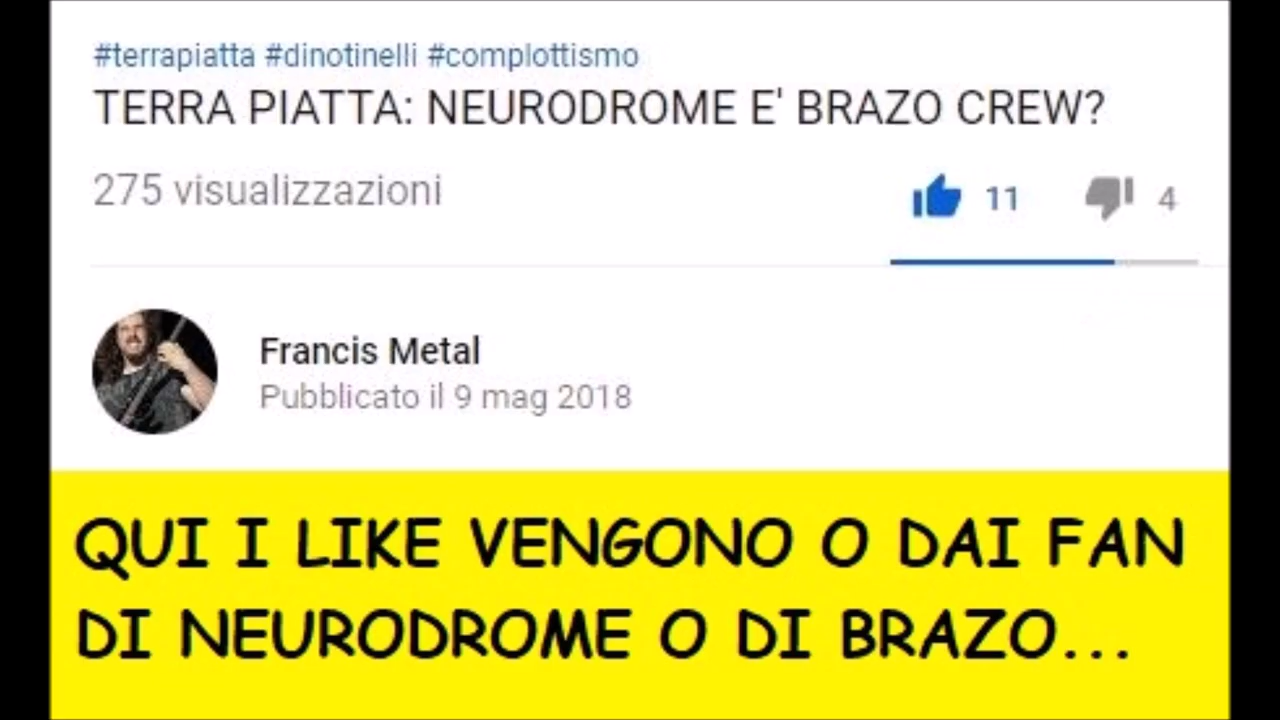 #terrapiatta #dinotinelli #complottismo
TERRA PIATTA: NEURODROME E' BRAZO CREW?
275 visualizzazioni
11 4
Francis Metal
Pubblicato il 9 mag 2018
QUI I LIKE VENGONO O DAI FAN
DI NEURODROME O DI BRAZO...